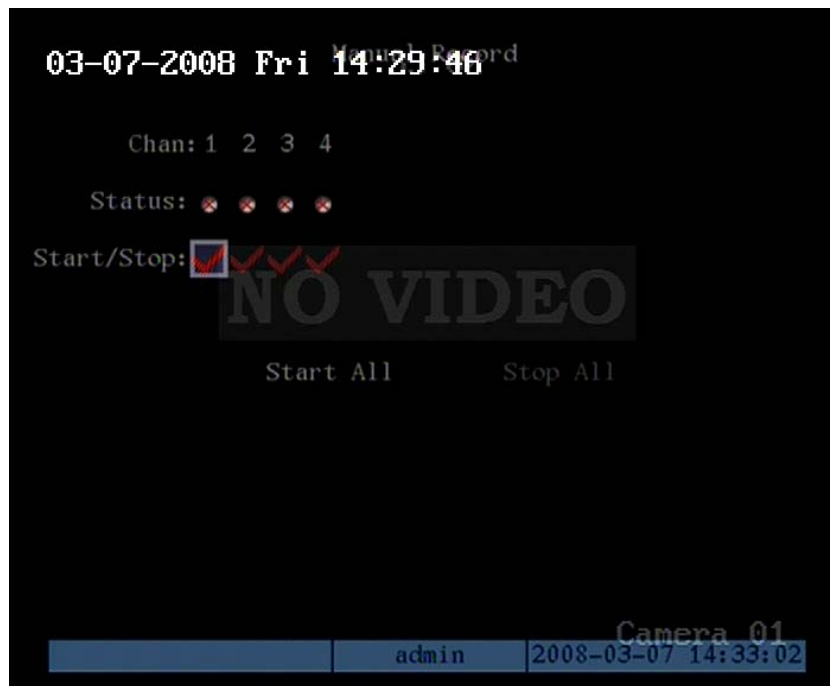 Manual Record
03-07-2008 Fri 14:29:46
Chan: 1 2 3 4
Status:
Start/Stop:
NO VIDEO
Start All Stop All
Camera 01
admin 2008-03-07 14:33:02